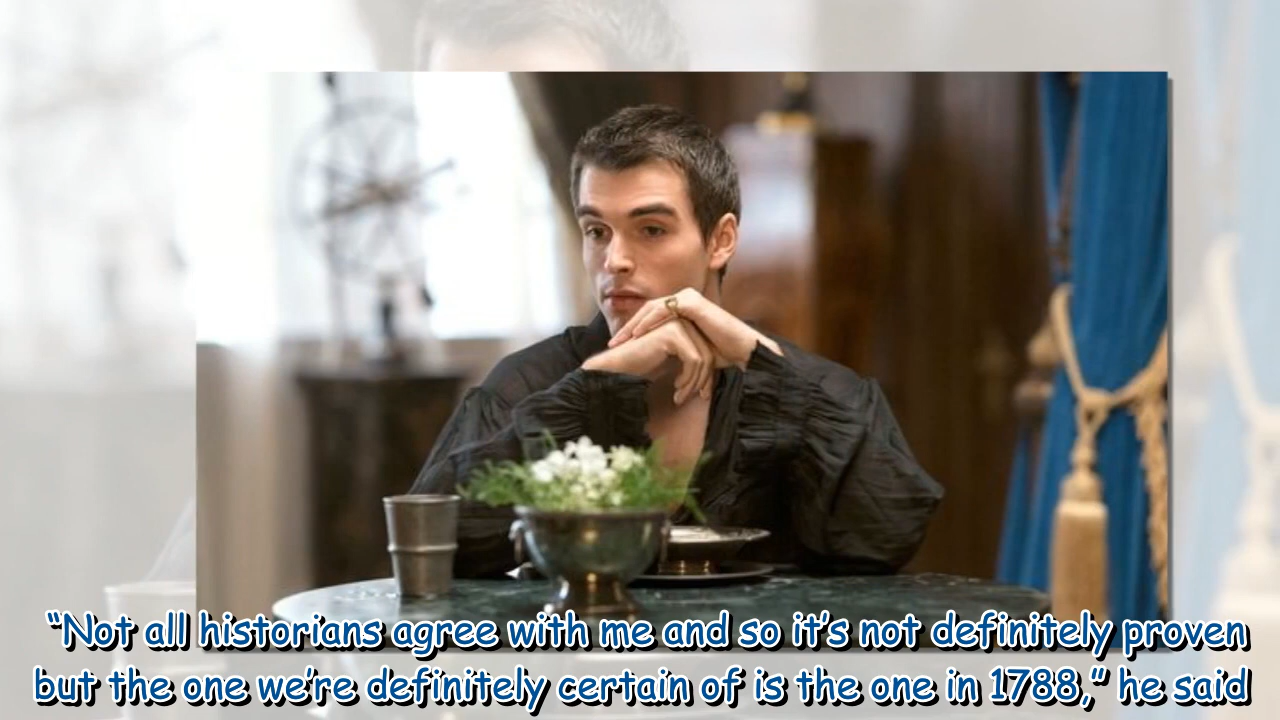 “Not all historians agree with me and so it’s not definitely proven
but the one we’re definitely certain of is the one in 1788,” he said